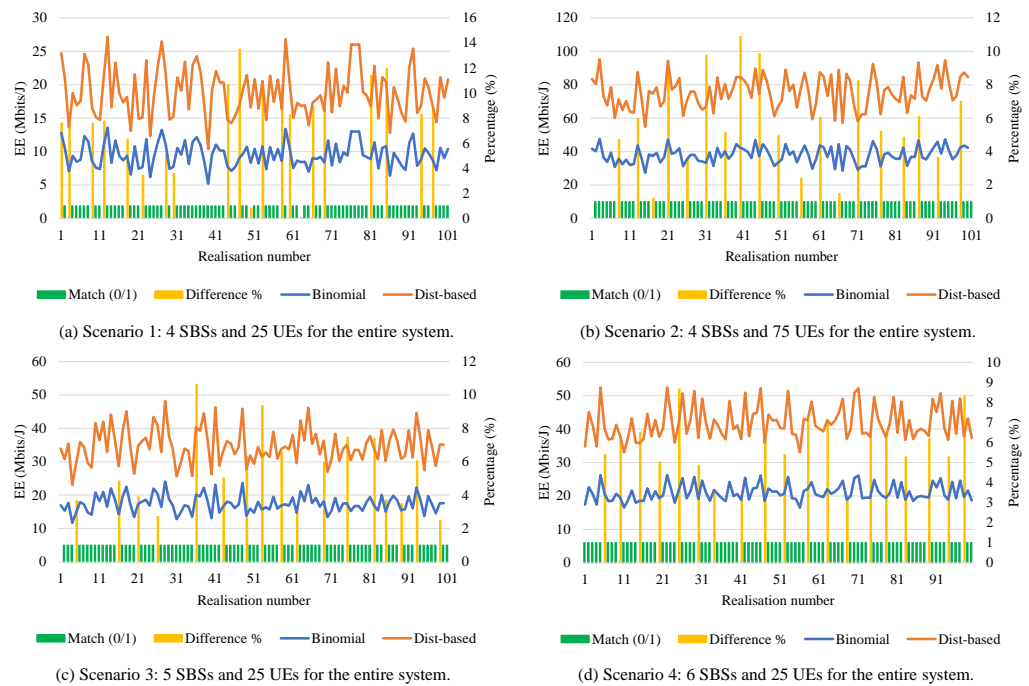 30
25
20
15
10
5
0
EE (Mbits/J)
16
14
12
10
8
6
4
2
0
Percentage (%)
1 11 21 31 41 51 61 71 81 91 101
Realisation number
Match (0/1) Difference % Binomial Dist-based
(a) Scenario 1: 4 SBSs and 25 UEs for the entire system.
120
100
80
60
40
20
0
EE (Mbits/J)
12
10
8
6
4
2
0
Percentage (%)
1 11 21 31 41 51 61 71 81 91 101
Realisation number
Match (0/1) Difference % Binomial Dist-based
(b) Scenario 2: 4 SBSs and 75 UEs for the entire system.
60
50
40
30
20
10
0
EE (Mbits/J)
12
10
8
6
4
2
0
Percentage (%)
1 11 21 31 41 51 61 71 81 91 101
Realisation number
Match (0/1) Difference % Binomial Dist-based
(c) Scenario 3: 5 SBSs and 25 UEs for the entire system.
60
50
40
30
20
10
0
EE (Mbits/J)
10
9
8
7
6
5
4
3
2
1
0
Percentage (%)
1 11 21 31 41 51 61 71 81 91
Realisation number
Match (0/1) Difference % Binomial Dist-based
(d) Scenario 4: 6 SBSs and 25 UEs for the entire system.